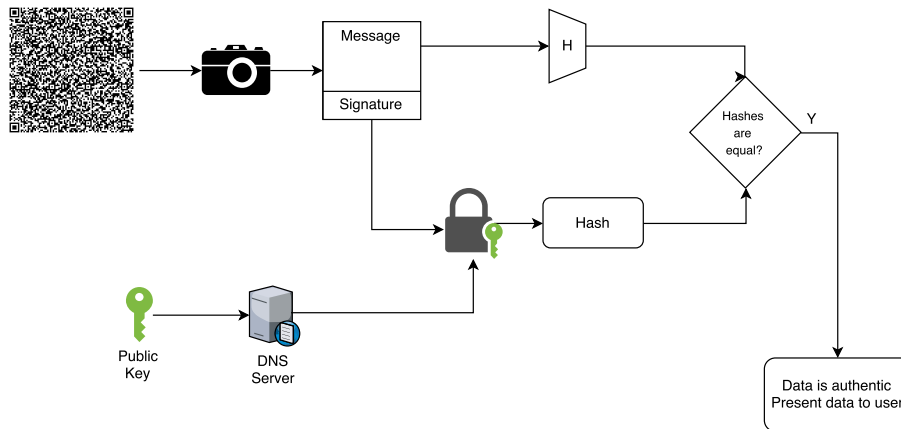 Message
Signature
H
Hashes
are
equal?
Y
Hash
Public
Key
DNS
Server
Data is authentic
Present data to user